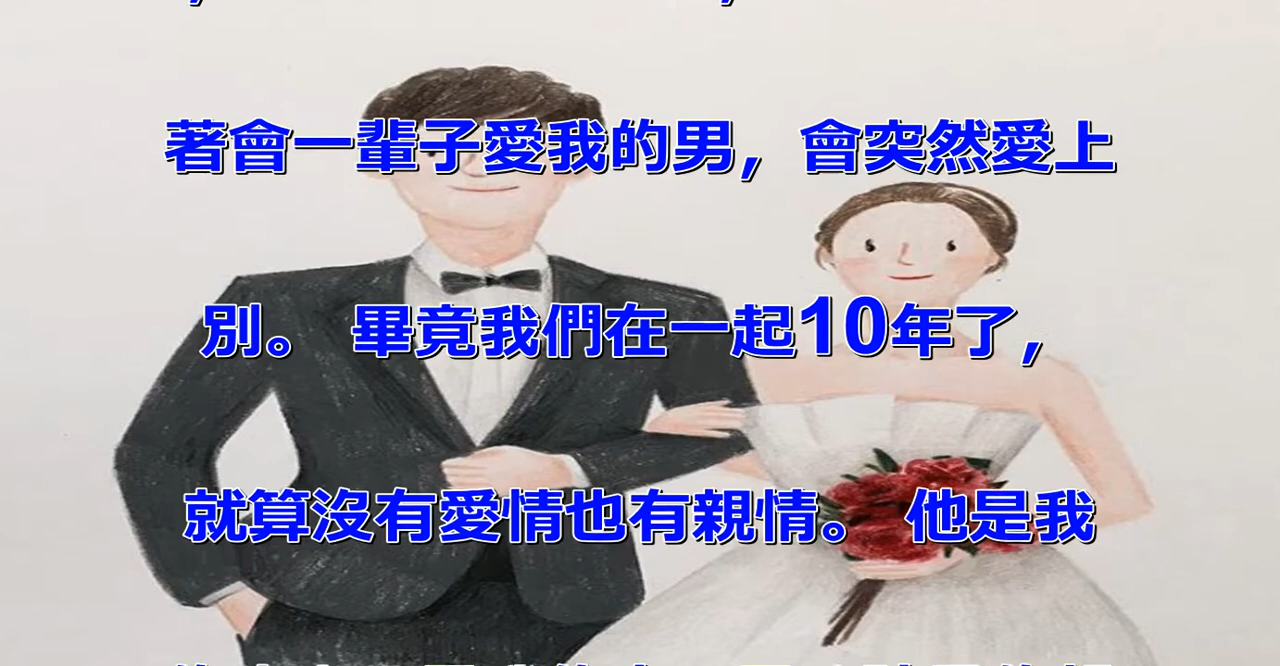 著會一輩子愛我的男，會突然愛上
別。 畢竟我們在一起10年了，
就算沒有愛情也有親情。 他是我